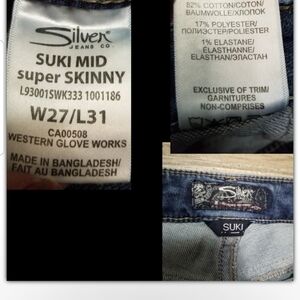 Silver
JEANS CO.
SUKI MID
super SKINNY
L93001SWK333 1001186
W27/L31
CA00508
WESTERN GLOVE WORKS
MADE IN BANGLADESH/
FAIT AU BANGLADESH
82% COTTON/COTON/
BAUMWOLLE/ХЛОПОК
17% POLYESTER/
ПОЛИЭСТЕР/POLIESTER
1% ELASTANE/
ELASTHANNE/
ELASTHAN/ЭЛАСТАН
EXCLUSIVE OF TRIM/
GARNITURES
NON-COMPRISES
Silver
SUKI